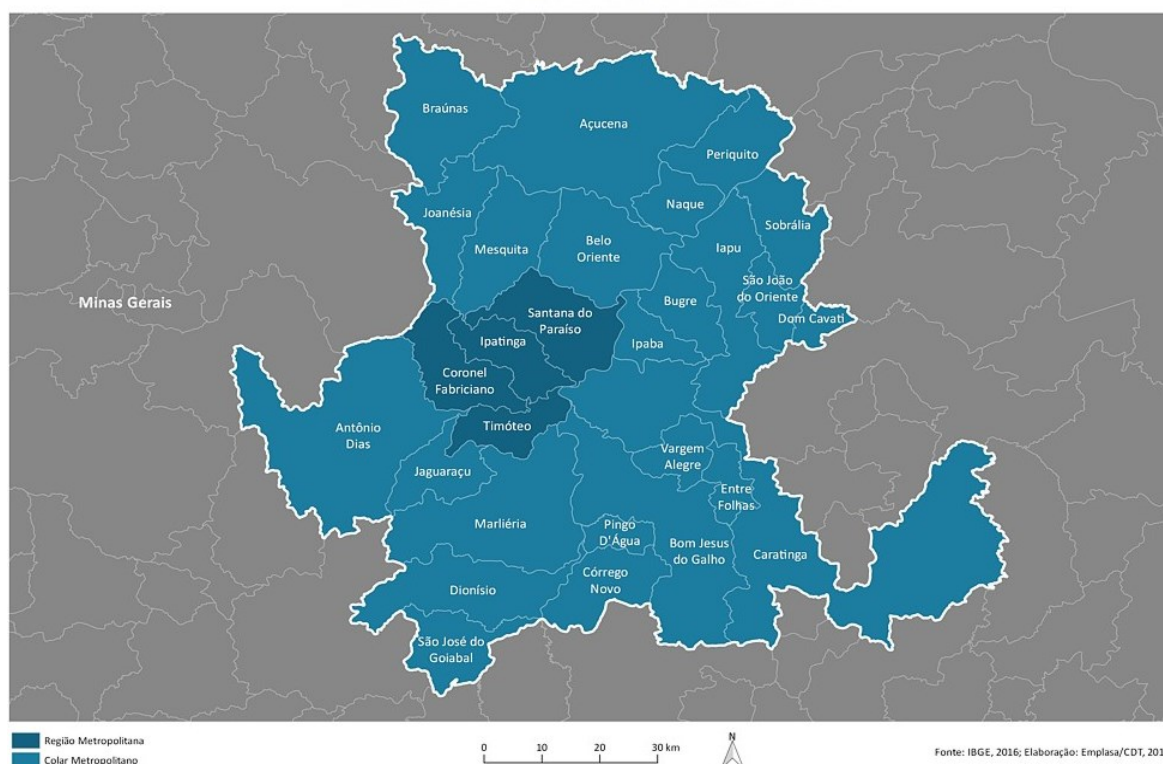 Braúnas
Açucena
Periquito
Joanésia
Naque
Mesquita
Belo
Oriente
Iapu
Sobrália
São João
do Oriente
Minas Gerais
Bugre
Santana do
Paraíso
Dom Cavati
Ipatinga
Ipaba
Coronel
Fabriciano
Antônio
Dias
Timóteo
Jaguaraçu
Vargem
Alegre
Entre
Folhas
Marliéria
Pingo
D'Água
Bom Jesus
do Galho
Caratinga
Dionísio
Córrego
Novo
São José do
Goiabal
Região Metropolitana
Colar Metropolitano
0 10 20 30 km
N
Fonte: IBGE, 2016; Elaboração: Emplasa/CDT, 201